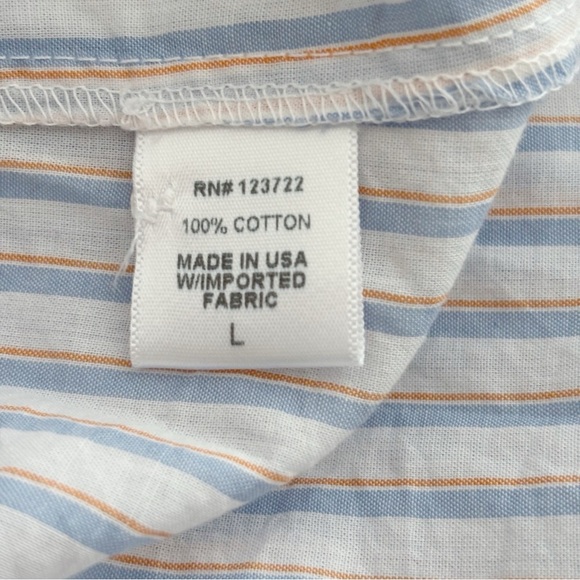 RN# 123722
100% COTTON
MADE IN USA
W/IMPORTED
FABRIC
L